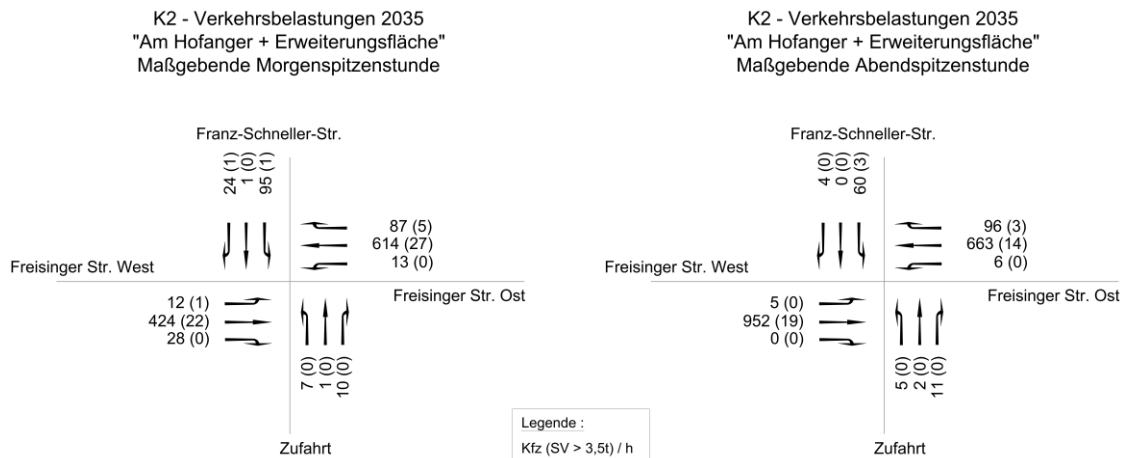 K2 - Verkehrsbelastungen 2035
"Am Hofanger + Erweiterungsfläche"
Maßgebende Morgenspitzenstunde
Franz-Schneller-Str.
24 (1)
1 (0)
95 (1)
87 (5)
614 (27)
13 (0)
Freisinger Str. West
Freisinger Str. Ost
12 (1)
424 (22)
28 (0)
7 (0)
1 (0)
10 (0)
Zufahrt
K2 - Verkehrsbelastungen 2035
"Am Hofanger + Erweiterungsfläche"
Maßgebende Abendspitzenstunde
Franz-Schneller-Str.
4 (0)
0 (0)
60 (3)
96 (3)
663 (14)
6 (0)
Freisinger Str. West
Freisinger Str. Ost
5 (0)
952 (19)
0 (0)
5 (0)
2 (0)
11 (0)
Zufahrt
Legende :
Kfz (SV > 3,5t) / h